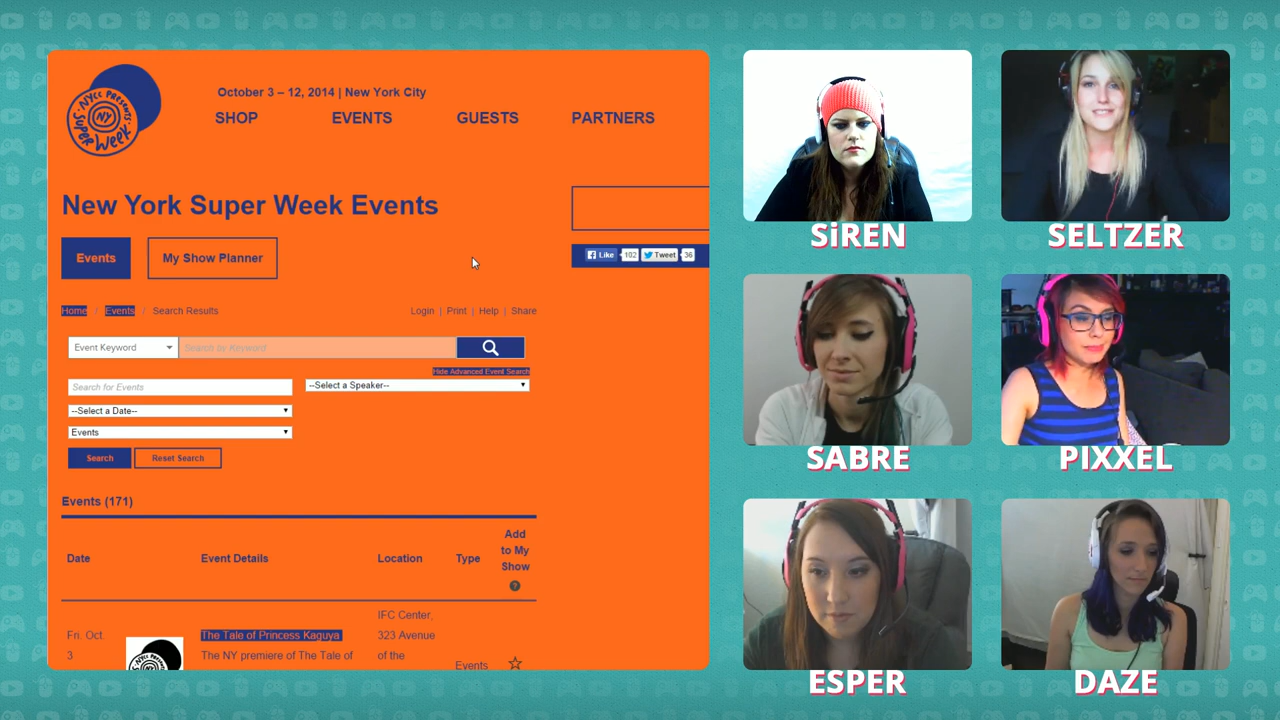 NYCC PRESENTS
NY
SUPER WEEK
October 3 – 12, 2014 | New York City
SHOP EVENTS GUESTS PARTNERS
New York Super Week Events
Events My Show Planner
Like 102 Tweet 36
Home / Events / Search Results Login | Print | Help | Share
Event Keyword Search by Keyword
Hide Advanced Event Search
Search for Events --Select a Speaker--
--Select a Date--
Events
Search Reset Search
Events (171)
Date Event Details Location Type Add to My Show ?
Fri. Oct 3
The Tale of Princess Kaguya
The NY premiere of The Tale of
IFC Center,
323 Avenue
of the
Events
SiREN
SELTZER
SABRE
PIXXEL
ESPER
DAZE